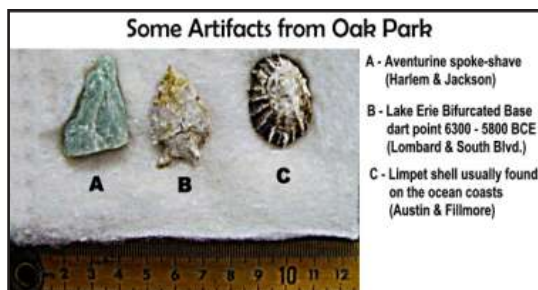 Some Artifacts from Oak Park
A - Aventurine spoke-shave
(Harlem & Jackson)
B - Lake Erie Bifurcated Base
dart point 6300 - 5800 BCE
(Lombard & South Blvd.)
C - Limpet shell usually found
on the ocean coasts
(Austin & Fillmore)
A B C
2 3 4 5 6 7 8 9 10 11 12